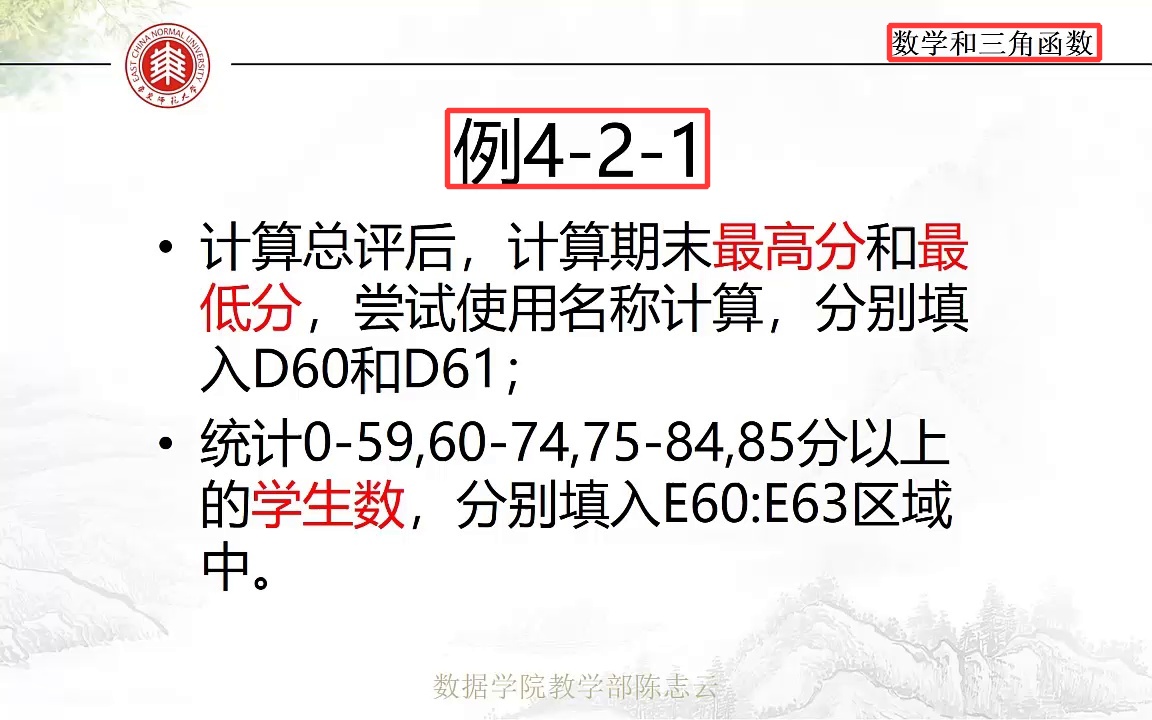 EAST CHINA NORMAL UNIVERSITY
华东师范大学
数学和三角函数
例4-2-1
• 计算总评后，计算期末最高分和最
低分，尝试使用名称计算，分别填
入D60和D61；
• 统计0-59,60-74,75-84,85分以上
的学生数，分别填入E60:E63区域
中。
数据学院教学部陈志云